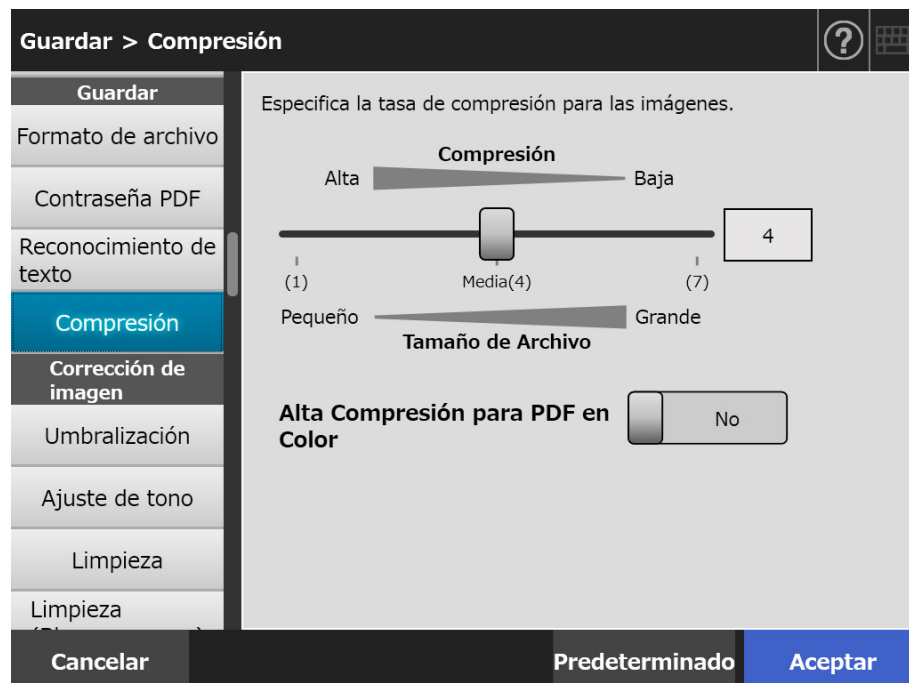 Guardar > Compresión
?
Guardar
Formato de archivo
Contraseña PDF
Reconocimiento de
texto
Compresión
Corrección de
imagen
Umbralización
Ajuste de tono
Limpieza
Limpieza
Especifica la tasa de compresión para las imágenes.
Compresión
Alta Baja
4
(1) Media(4) (7)
Pequeño Grande
Tamaño de Archivo
Alta Compresión para PDF en
Color
No
Cancelar Predeterminado Aceptar